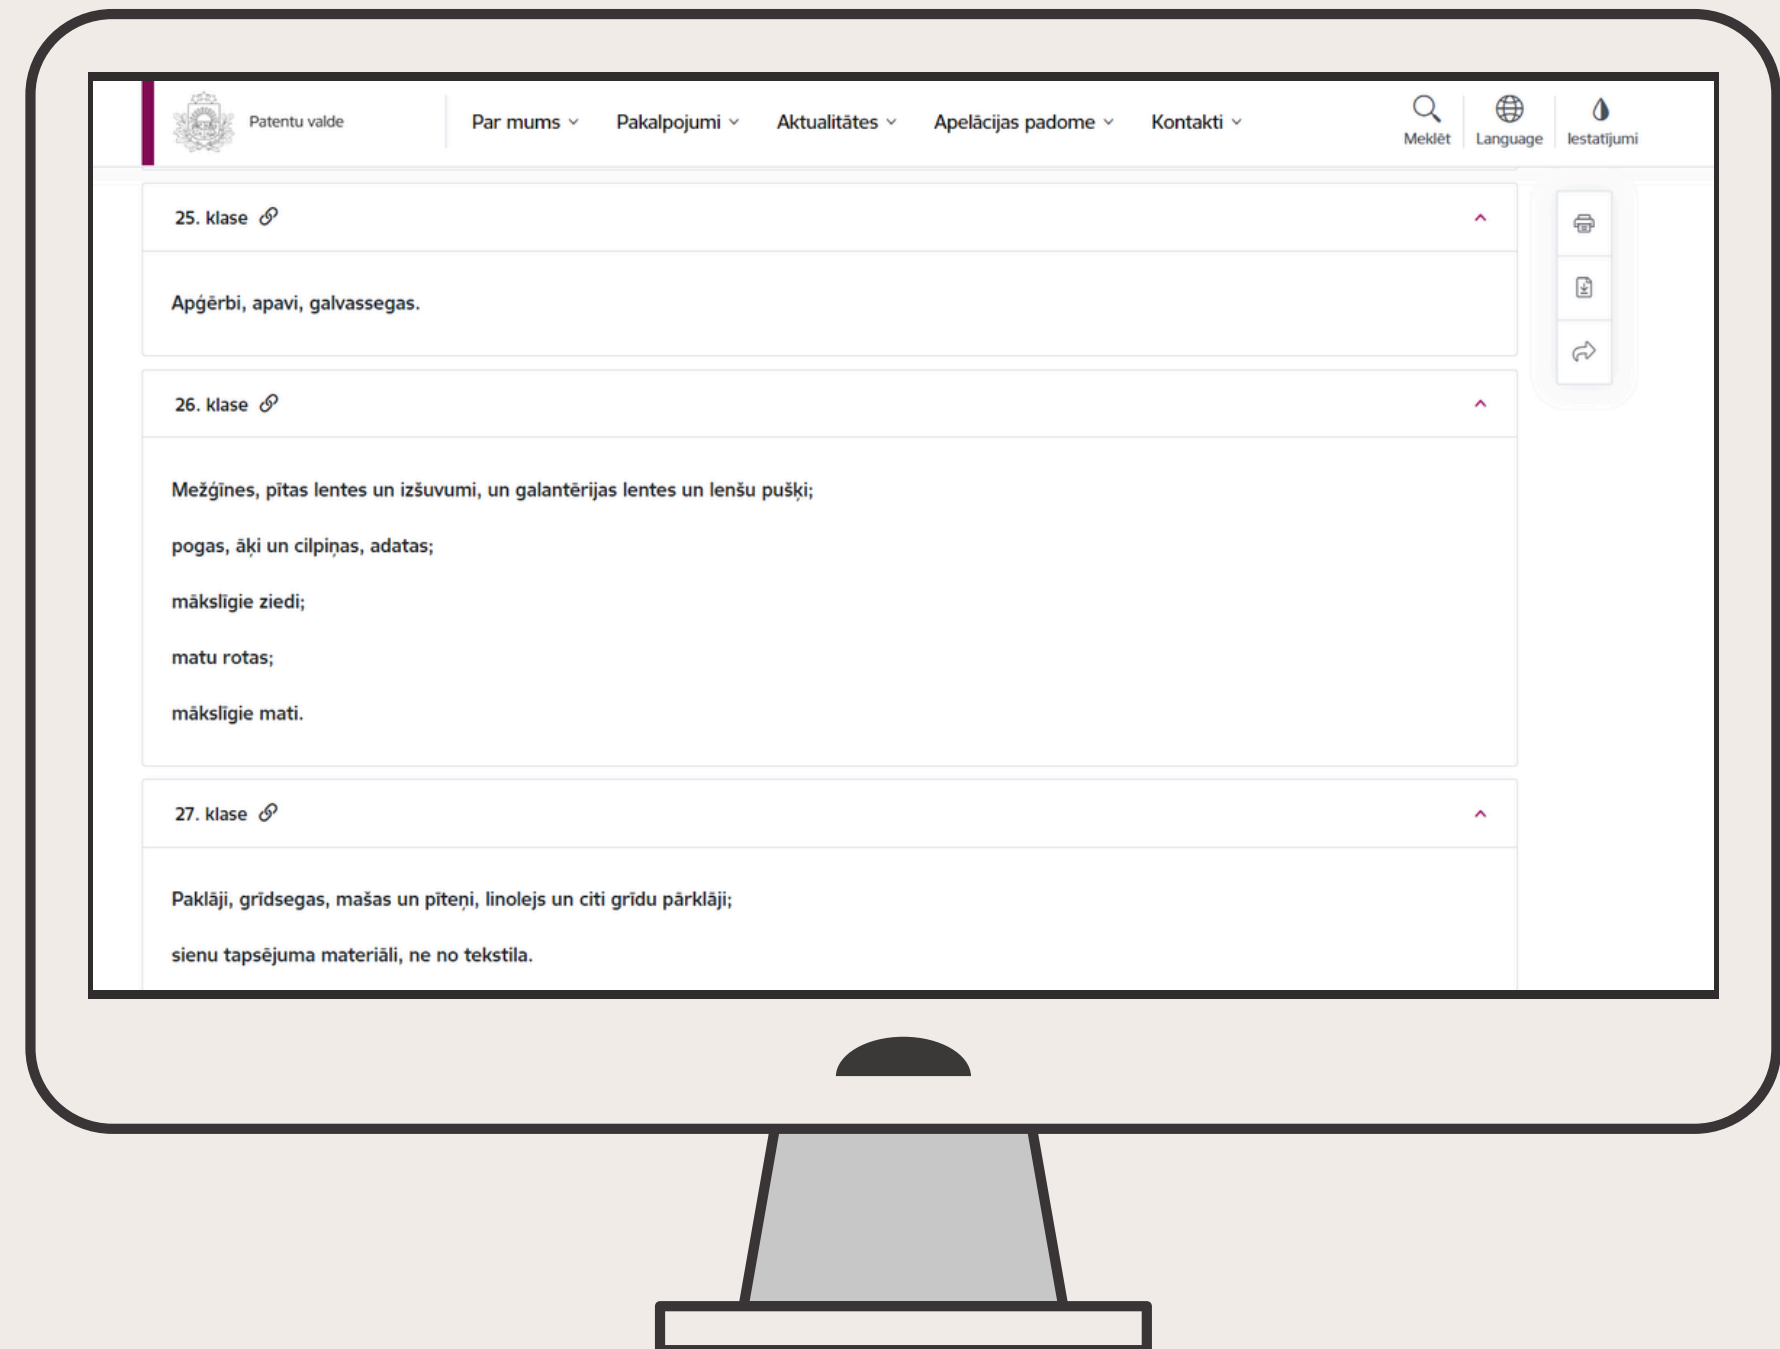 Patentu valde
Par mums
Pakalpojumi
Aktualitātes
Apelācijas padome
Kontakti
Meklēt
Language
Iestatījumi
25. klase
Apģērbi, apavi, galvassegas.
26. klase
Mežģīnes, pītas lentes un izšuvumi, un galantērijas lentes un lenšu pušķi;
pogas, āķi un cilpiņas, adatas;
mākslīgie ziedi;
matu rotas;
mākslīgie mati.
27. klase
Paklāji, grīdsegas, mašas un pīteņi, linolejs un citi grīdu pārklāji;
sienu tapsējuma materiāli, ne no tekstila.